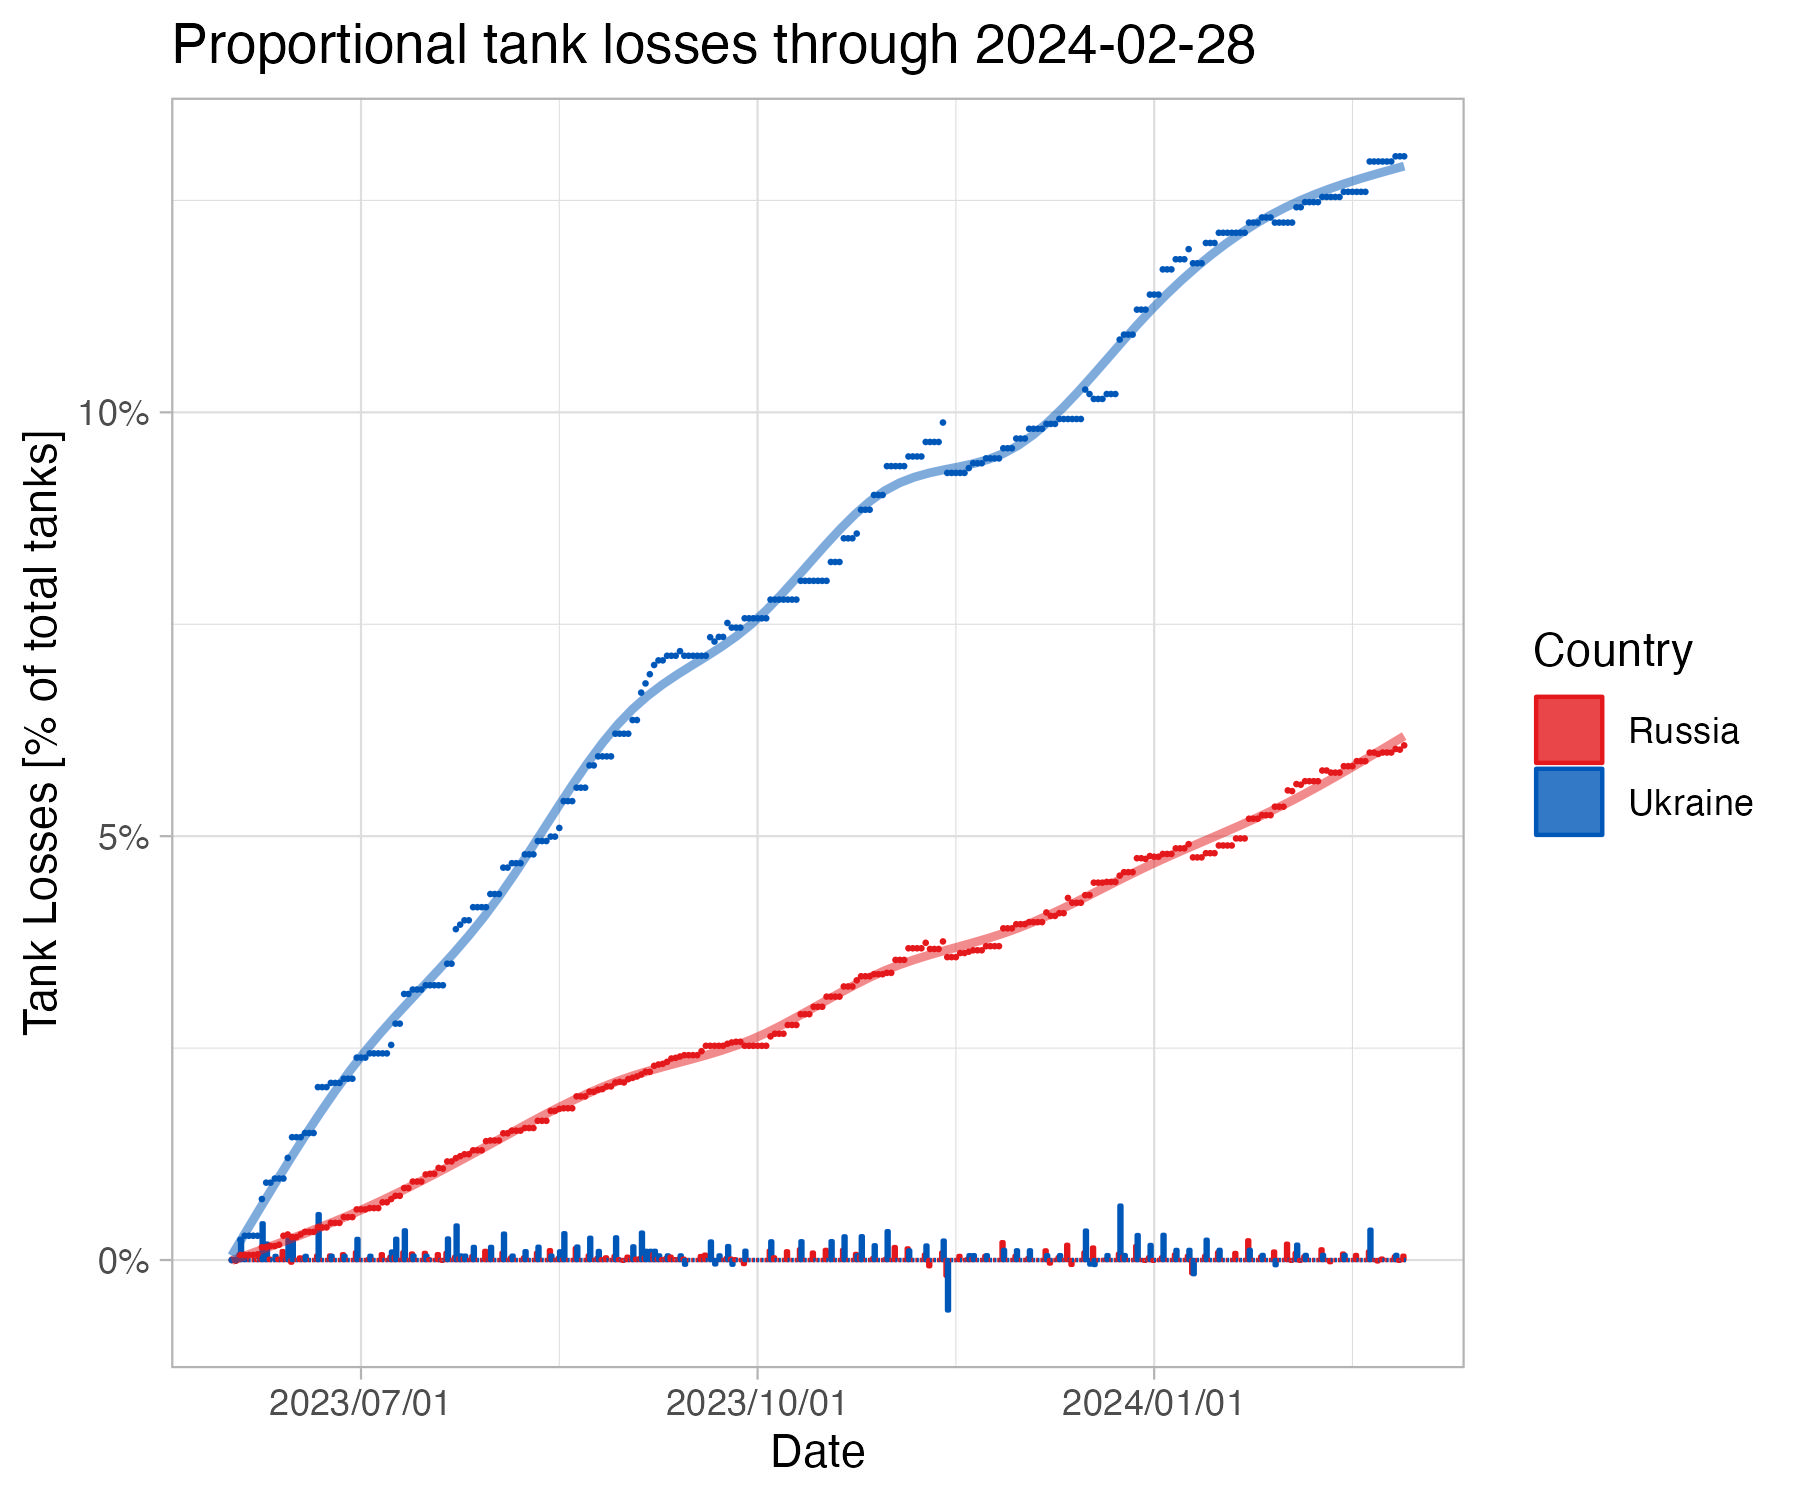 Proportional tank losses through 2024-02-28
Tank Losses [% of total tanks]
10%
5%
0%
2023/07/01
2023/10/01
2024/01/01
Date
Country
Russia
Ukraine